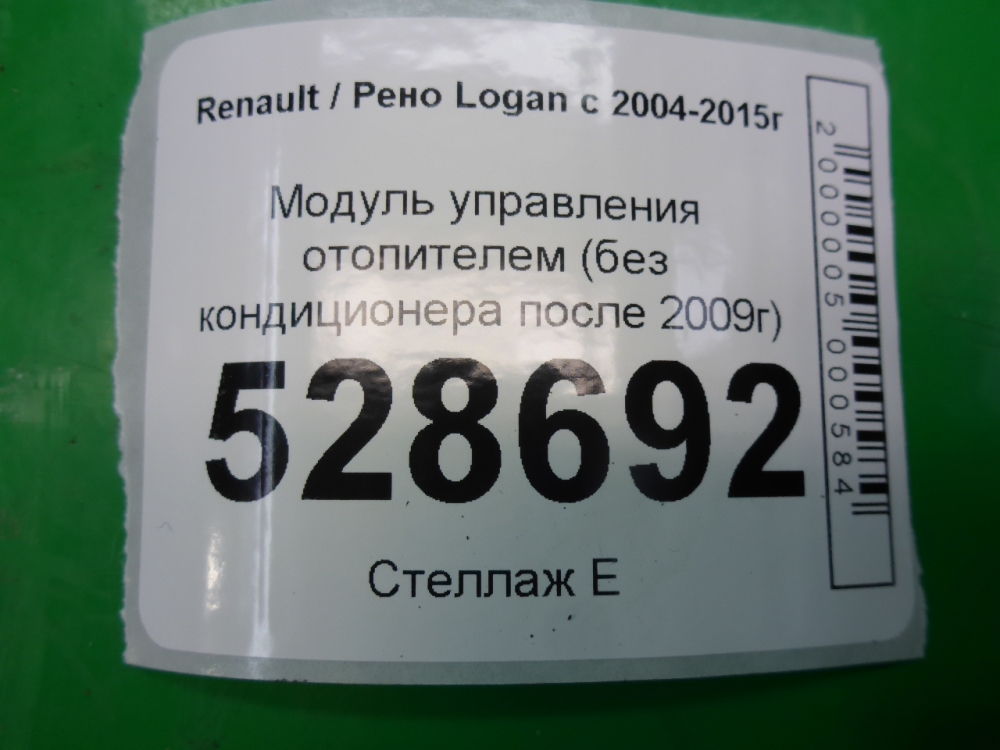 Renault / Рено Logan с 2004-2015г
Модуль управления
отопителем (без
кондиционера после 2009г)
528692
Стеллаж Е
2000005000584